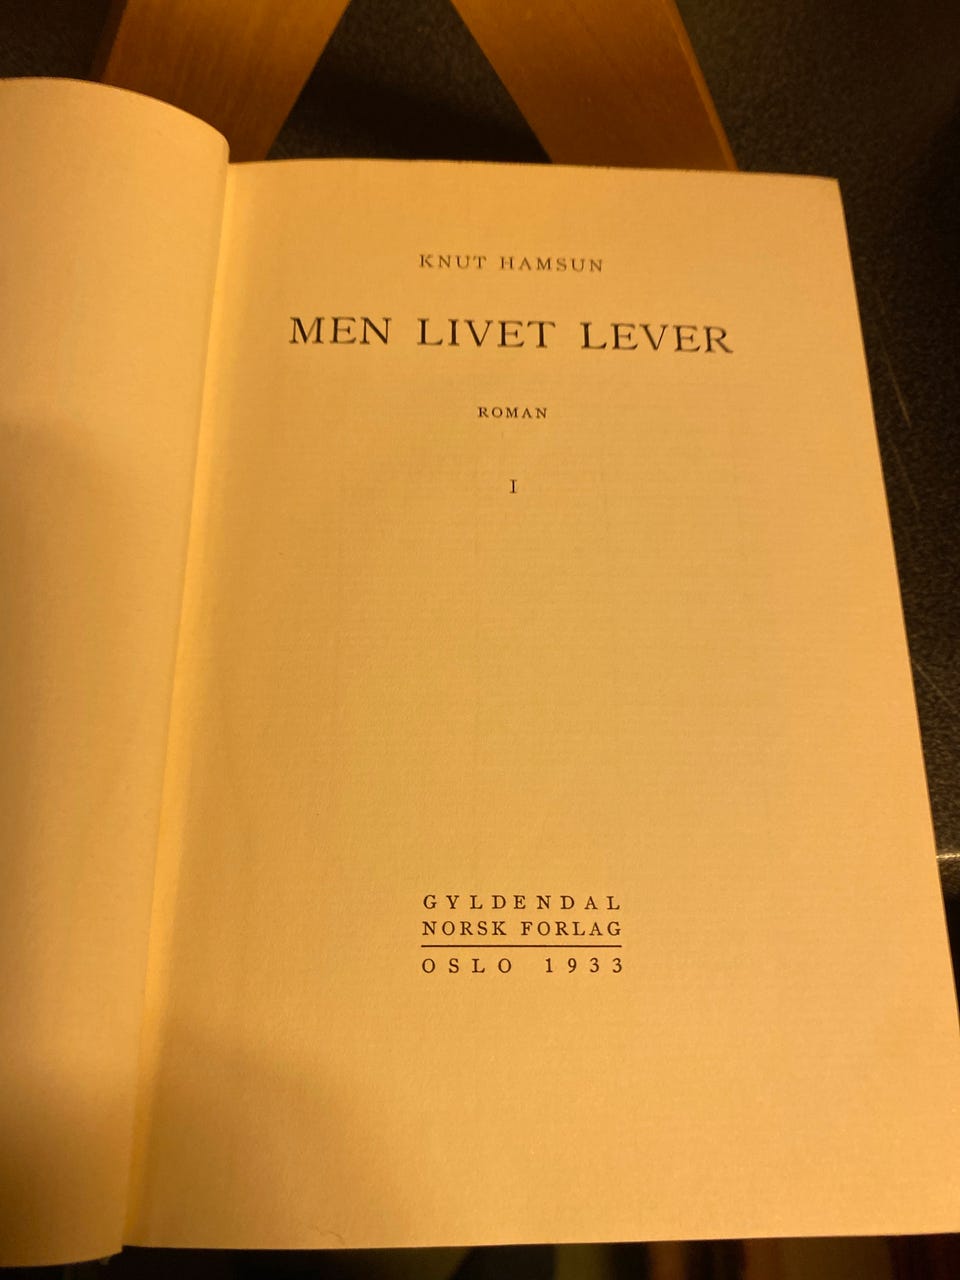 KNUT HAMSUN
MEN LIVET LEVER
ROMAN
I
GYLDENDAL
NORSK FORLAG
OSLO 1933